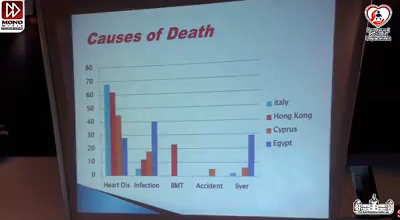 MONO
Causes of Death
80
70
60
50
40
30
20
10
0
Heart Dis
Infection
BMT
Accident
liver
italy
Hong Kong
Cyprus
Egypt